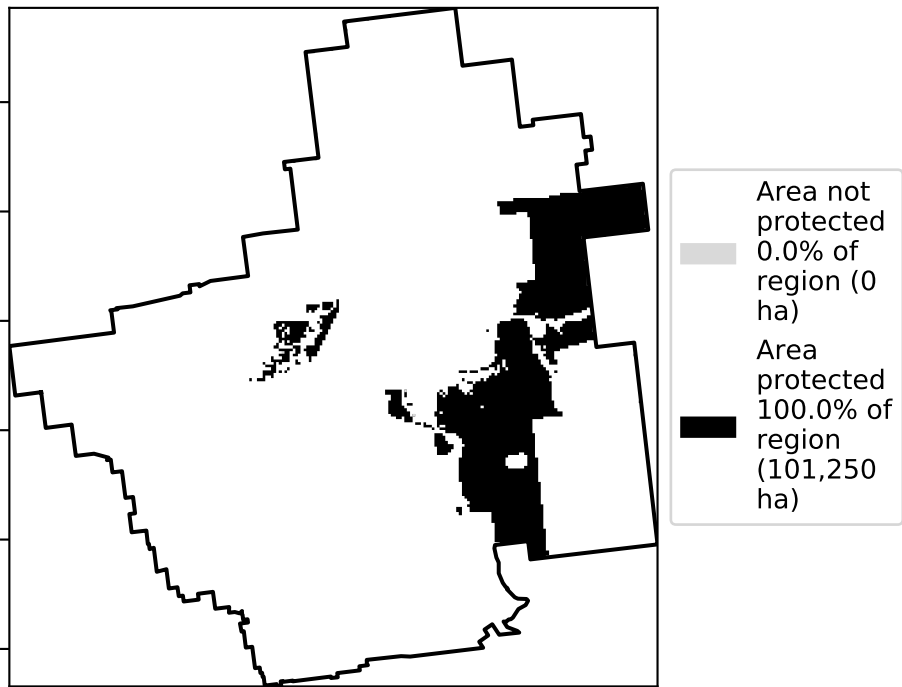 Area not
protected
0.0% of
region (0
ha)
Area
protected
100.0% of
region
(101,250
ha)